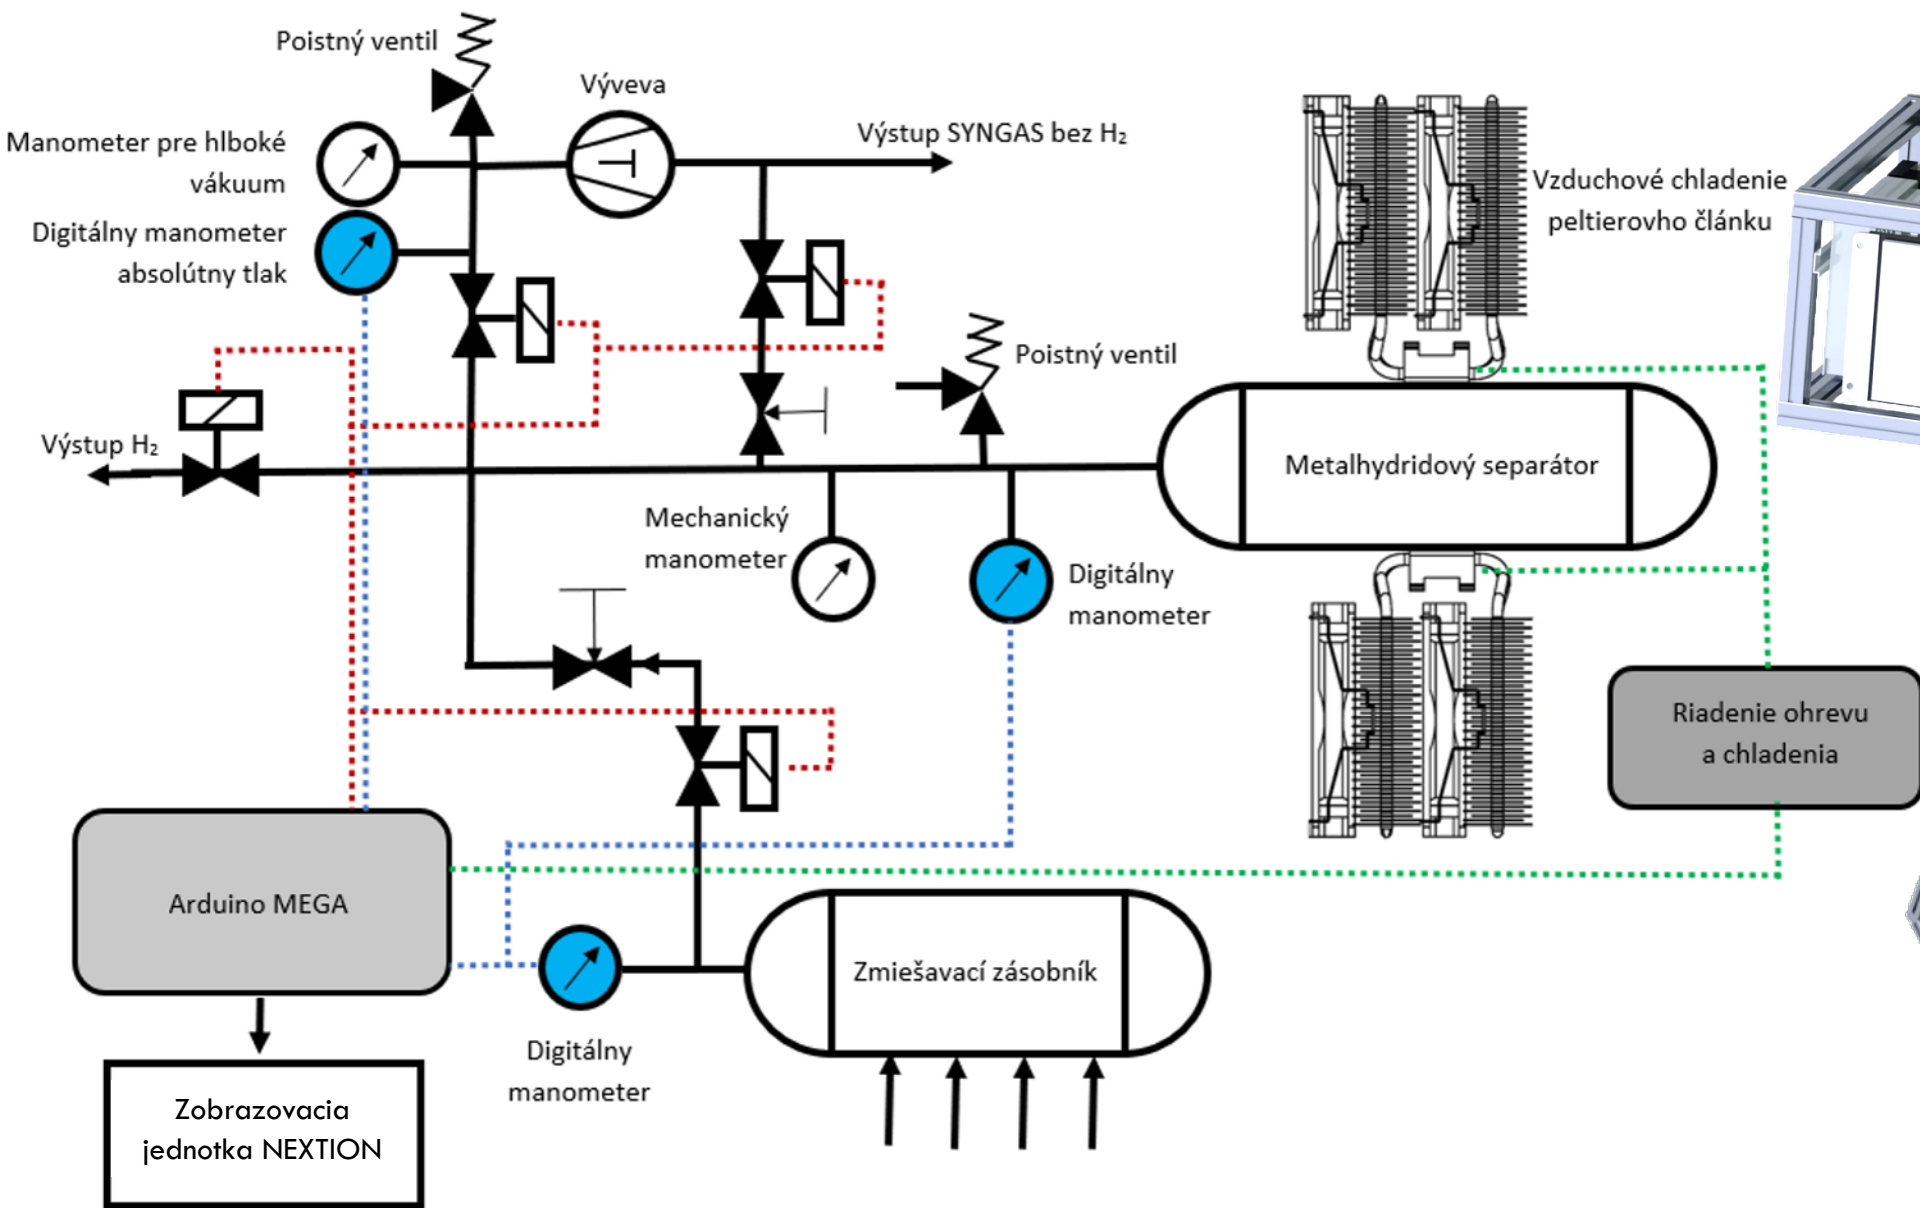 Poistný ventil
Výveva
Manometer pre hlboké
vákuum
Výstup SYNGAS bez H₂
Vzduchové chladenie
peltierovho článku
Digitálny manometer
absolútny tlak
Poistný ventil
Výstup H₂
Metalhydridový separátor
Mechanický
manometer
Digitálny
manometer
Riadenie ohrevu
a chladenia
Arduino MEGA
Zmiešavací zásobník
Digitálny
manometer
Zobrazovacia
jednotka NEXTION